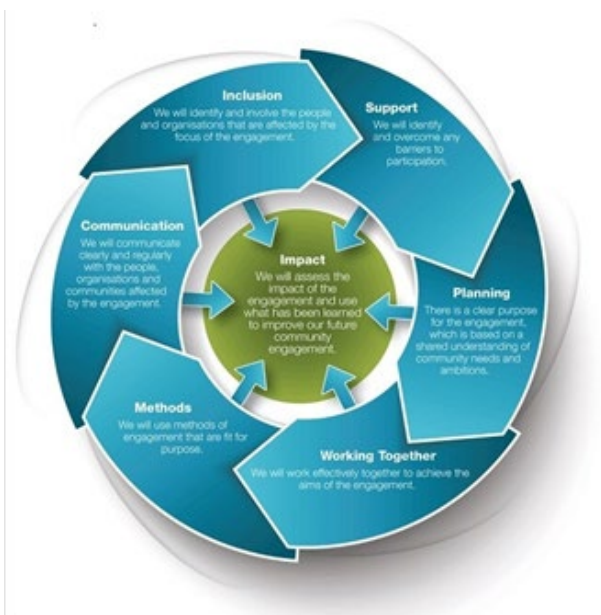 Inclusion
We will identify and involve the people
and organisations that are affected by the
focus of the engagement.
Support
We will identify
and overcome any
barriers to
participation.
Planning
There is a clear purpose
for the engagement,
which is based on a
shared understanding of
community needs and
ambitions.
Working Together
We will work effectively together to achieve the
aims of the engagement.
Methods
We will use methods of
engagement that are fit for
purpose.
Communication
We will communicate
clearly and regularly
with the people,
organisations and
communities affected
by the engagement.
Impact
We will assess the
impact of the
engagement and use
what has been learned
to improve our future
community
engagement.